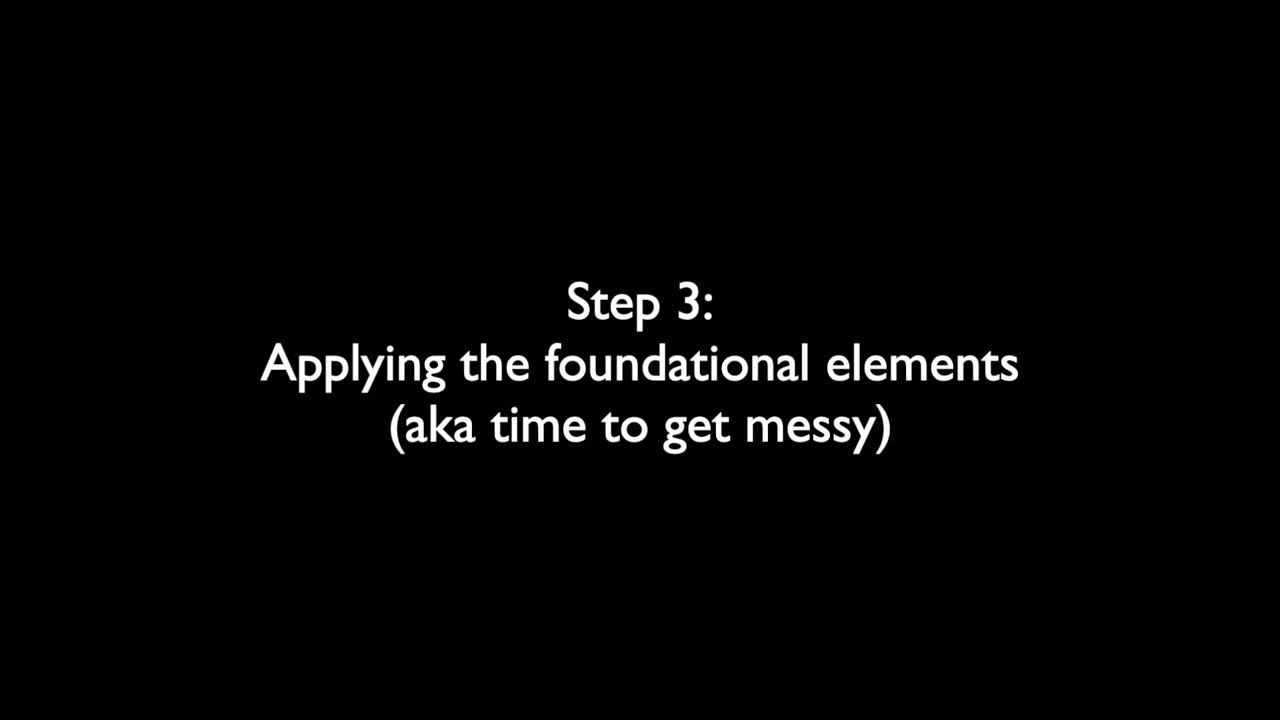 Step 3:
Applying the foundational elements
(aka time to get messy)